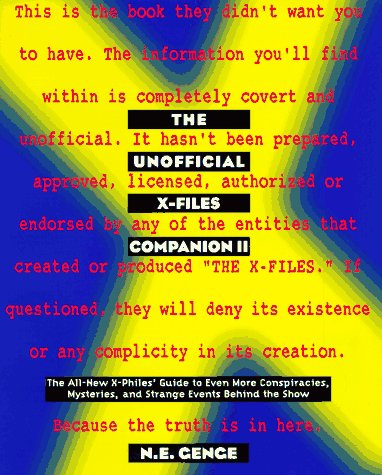 This is the book they didn't want you
to have. The information you'll find
within is completely covert and
THE
unofficial. It hasn't been prepared,
UNOFFICIAL
approved, licensed, authorized or
X-FILES
endorsed by any of the entities that
COMPANION II
created or produced "THE X-FILES." If
questioned, they will deny its existence
or any complicity in its creation.
The All-New X-Philes' Guide to Even More Conspiracies,
Mysteries, and Strange Events Behind the Show
Because the truth is in here.
N.E. GENGE